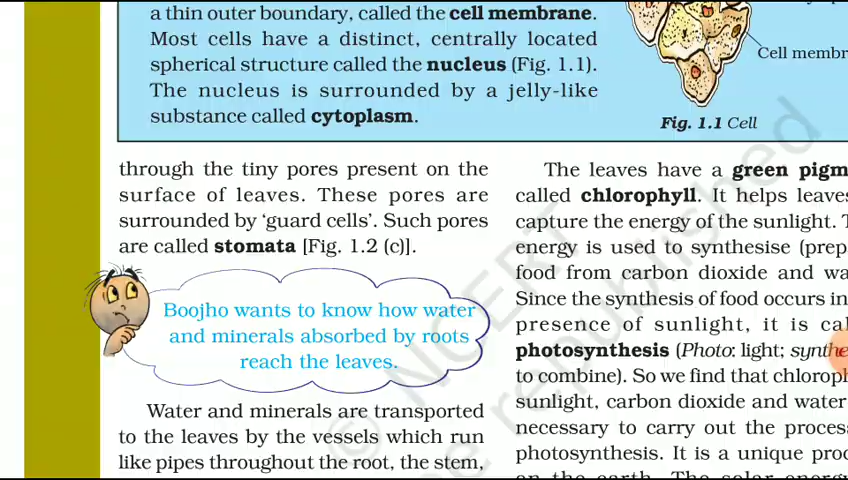 a thin outer boundary, called the cell membrane.
Most cells have a distinct, centrally located
spherical structure called the nucleus (Fig. 1.1).
The nucleus is surrounded by a jelly-like
substance called cytoplasm.
Cell membr
Fig. 1.1 Cell
through the tiny pores present on the
surface of leaves. These pores are
surrounded by ‘guard cells’. Such pores
are called stomata [Fig. 1.2 (c)].
Boojho wants to know how water
and minerals absorbed by roots
reach the leaves.
Water and minerals are transported
to the leaves by the vessels which run
like pipes throughout the root, the stem,
The leaves have a green pigm
called chlorophyll. It helps leaves
capture the energy of the sunlight. T
energy is used to synthesise (prep
food from carbon dioxide and wa
Since the synthesis of food occurs in
presence of sunlight, it is cal
photosynthesis (Photo: light; synthe
to combine). So we find that chloroph
sunlight, carbon dioxide and water
necessary to carry out the process
photosynthesis. It is a unique proc
on the earth. The solar energy
© NCERT
republished